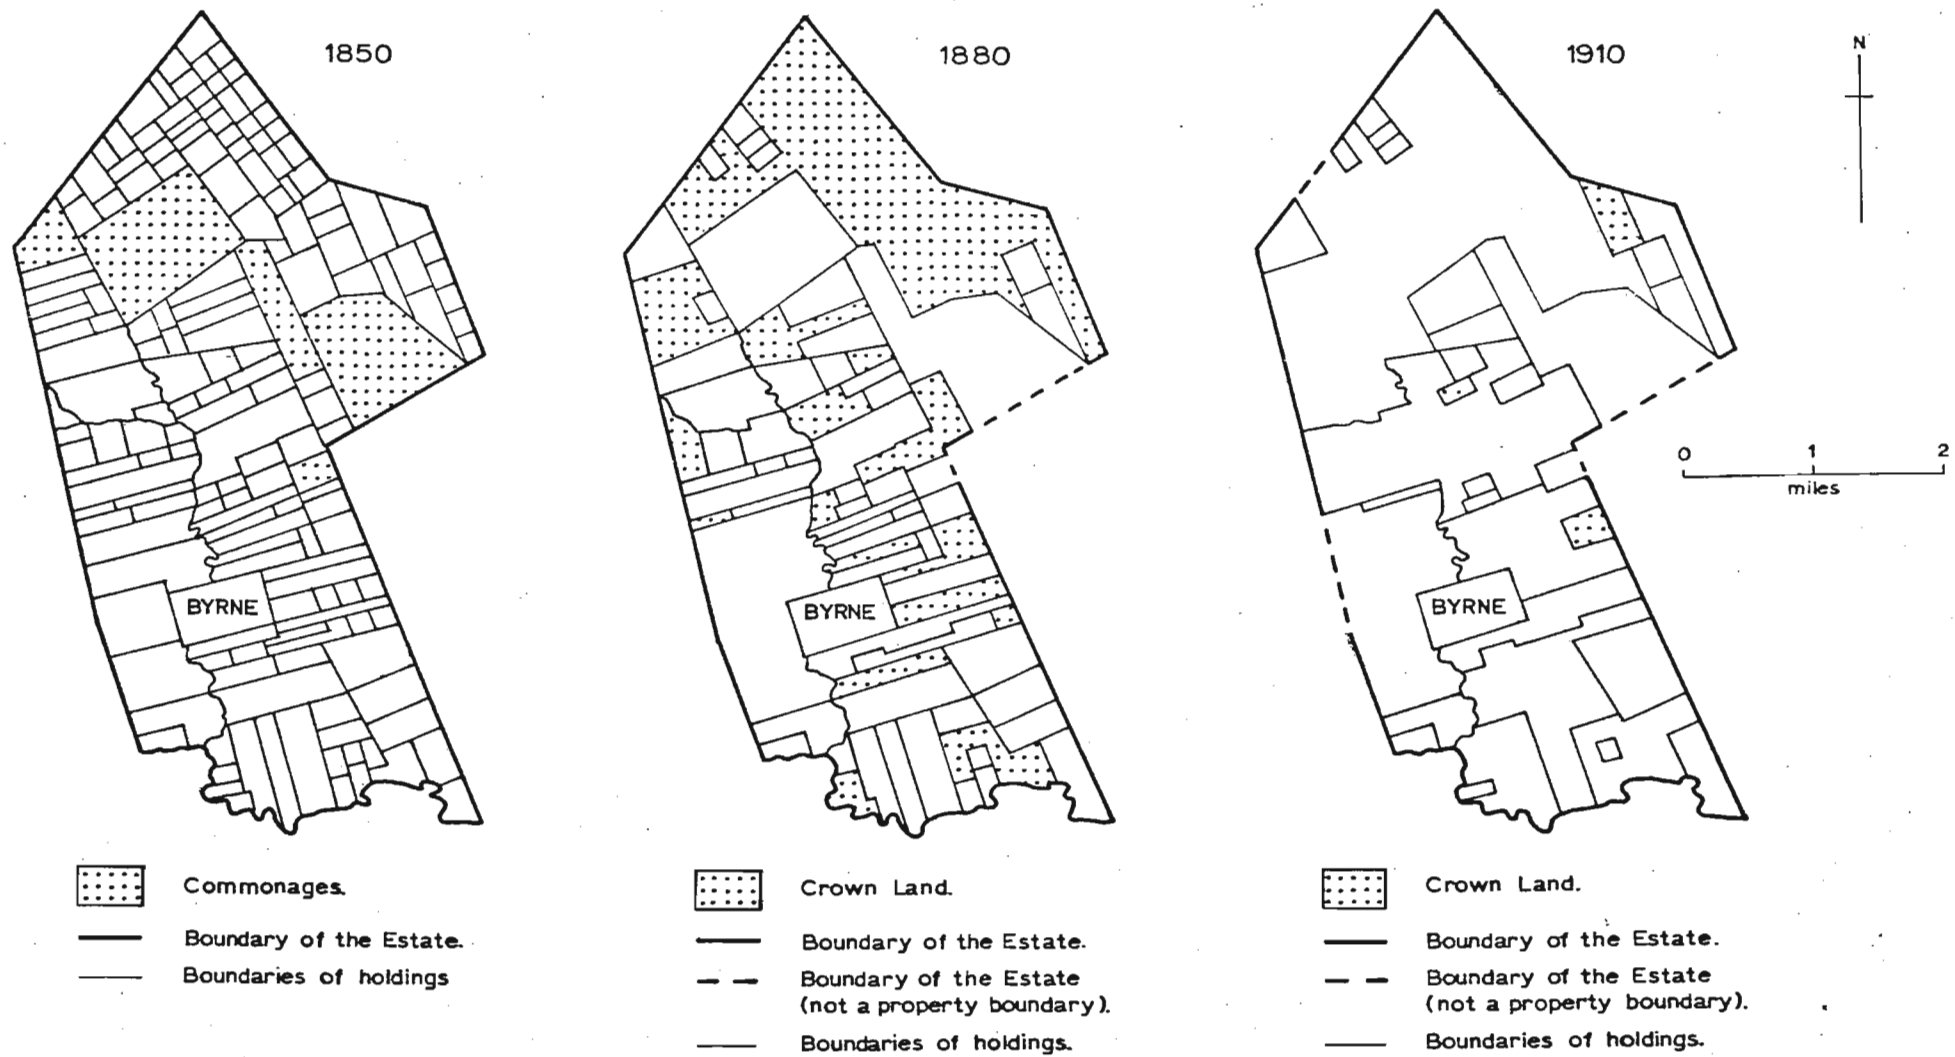 1850
1880
1910
N
0 1 2
miles
BYRNE
BYRNE
BYRNE
Commonages.
Boundary of the Estate.
Boundaries of holdings
Crown Land.
Boundary of the Estate.
Boundary of the Estate
(not a property boundary).
Boundaries of holdings.
Crown Land.
Boundary of the Estate.
Boundary of the Estate
(not a property boundary).
Boundaries of holdings.